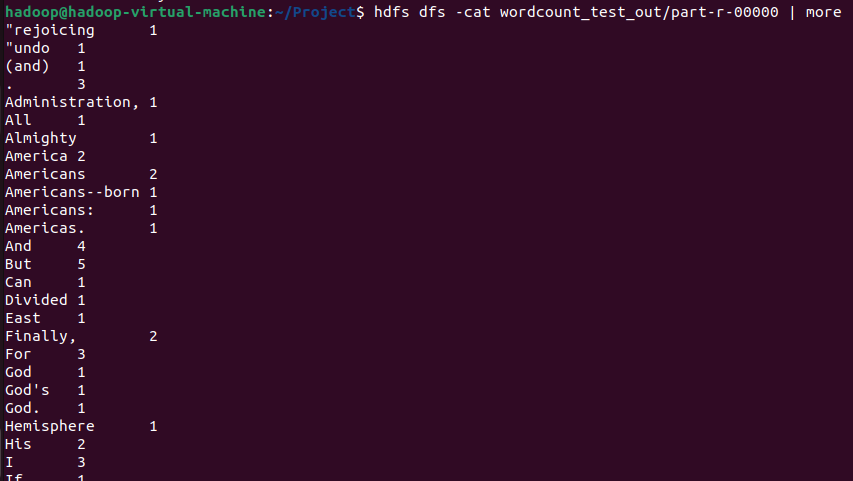 hadoop@hadoop-virtual-machine:~/Project$ hdfs dfs -cat wordcount_test_out/part-r-00000 | more
"rejoicing 1
"undo 1
(and) 1
. 3
Administration, 1
All 1
Almighty 1
America 2
Americans 2
Americans--born 1
Americans: 1
Americas. 1
And 4
But 5
Can 1
Divided 1
East 1
Finally, 2
For 3
God 1
God's 1
God. 1
Hemisphere 1
His 2
I 3
If 1